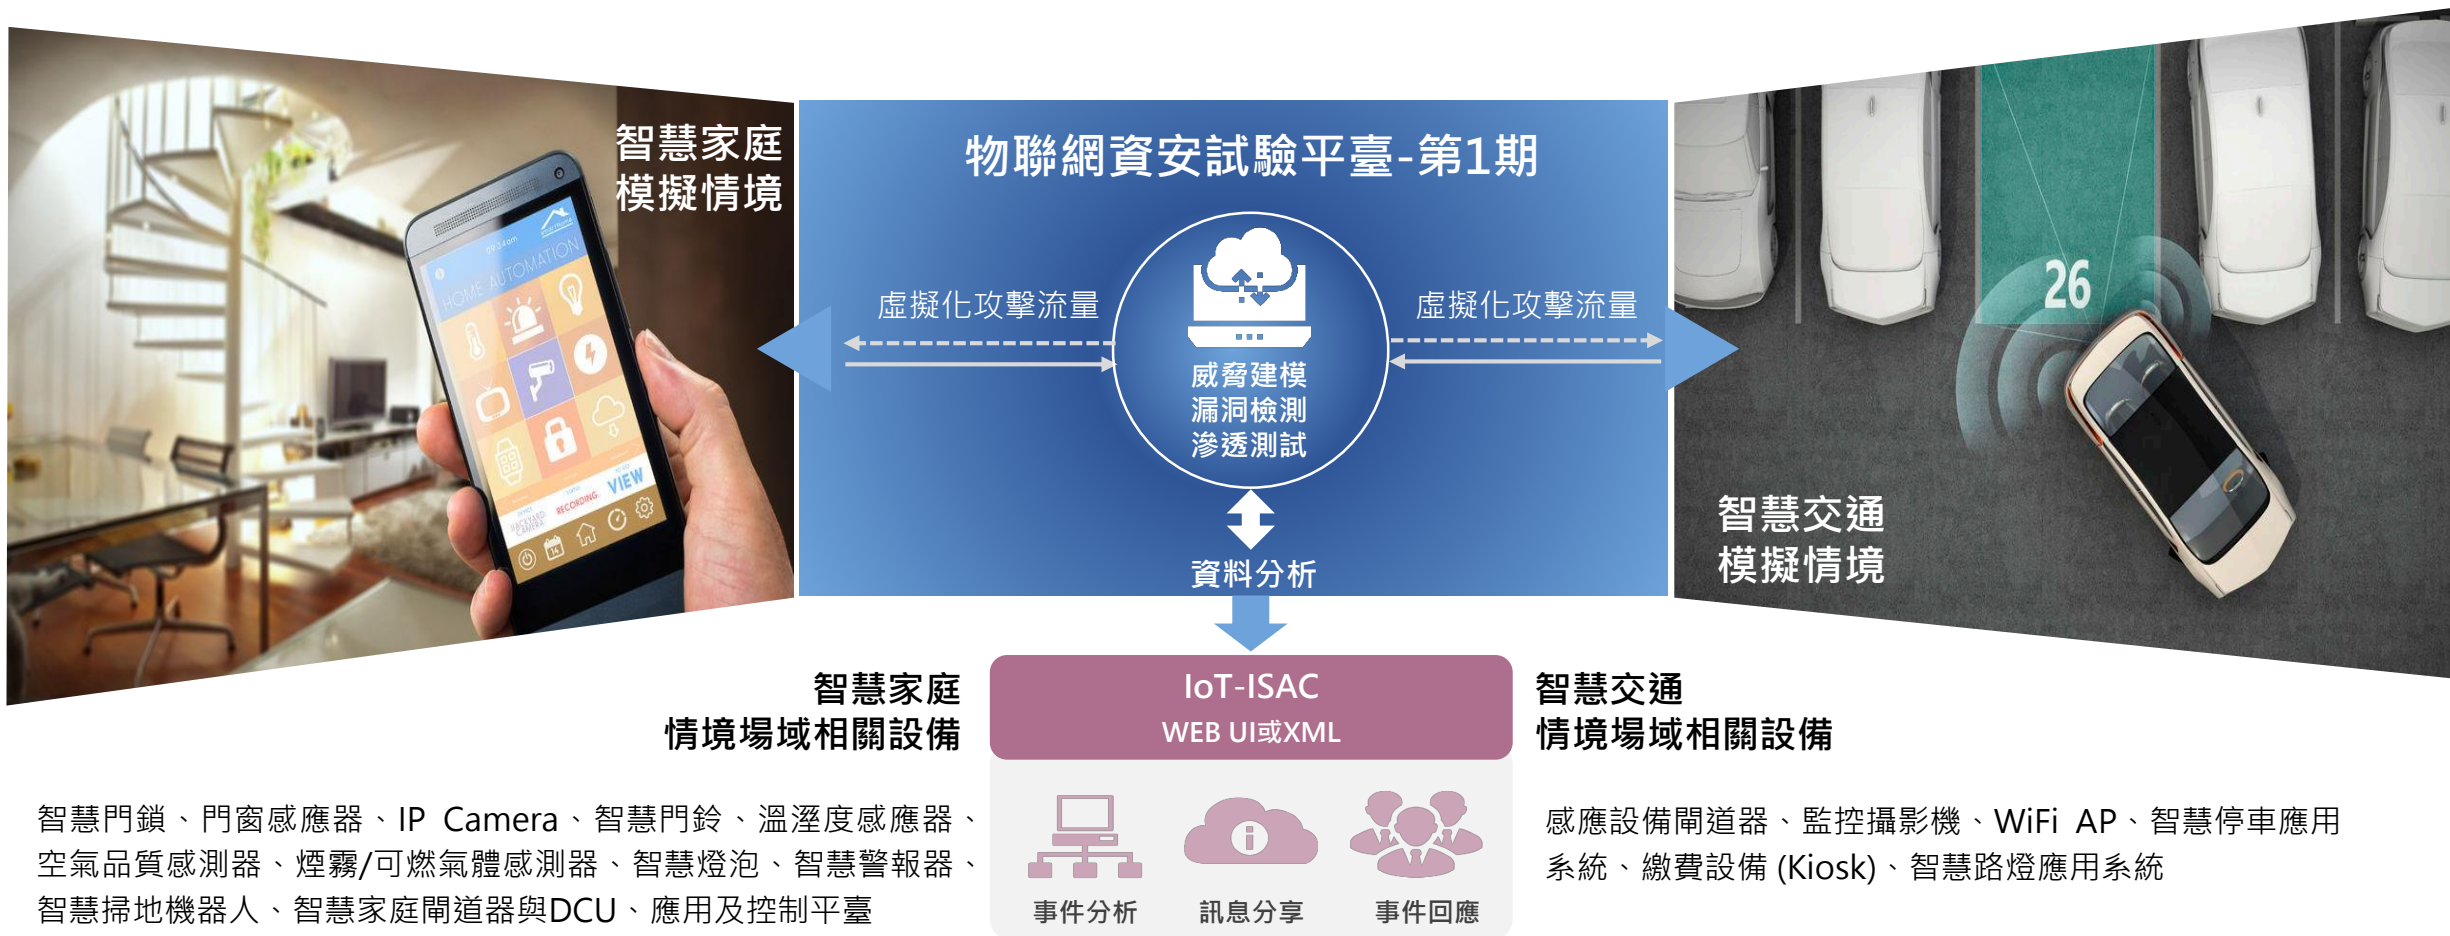 智慧家庭
模擬情境
09:34am
HOME AUTOMATION
BACKYARD
CAMERA
RECORDING
VIEW
14
物聯網資安試驗平臺-第1期
虛擬化攻擊流量
虛擬化攻擊流量
威脅建模
漏洞檢測
滲透測試
資料分析
26
智慧交通
模擬情境
智慧家庭
情境場域相關設備
IoT-ISAC
WEB UI或XML
智慧交通
情境場域相關設備
智慧門鎖、門窗感應器、IP Camera、智慧門鈴、溫溼度感應器、
空氣品質感測器、煙霧/可燃氣體感測器、智慧燈泡、智慧警報器、
智慧掃地機器人、智慧家庭閘道器與DCU、應用及控制平臺
事件分析
訊息分享
事件回應
感應設備閘道器、監控攝影機、WiFi AP、智慧停車應用
系統、繳費設備 (Kiosk)、智慧路燈應用系統